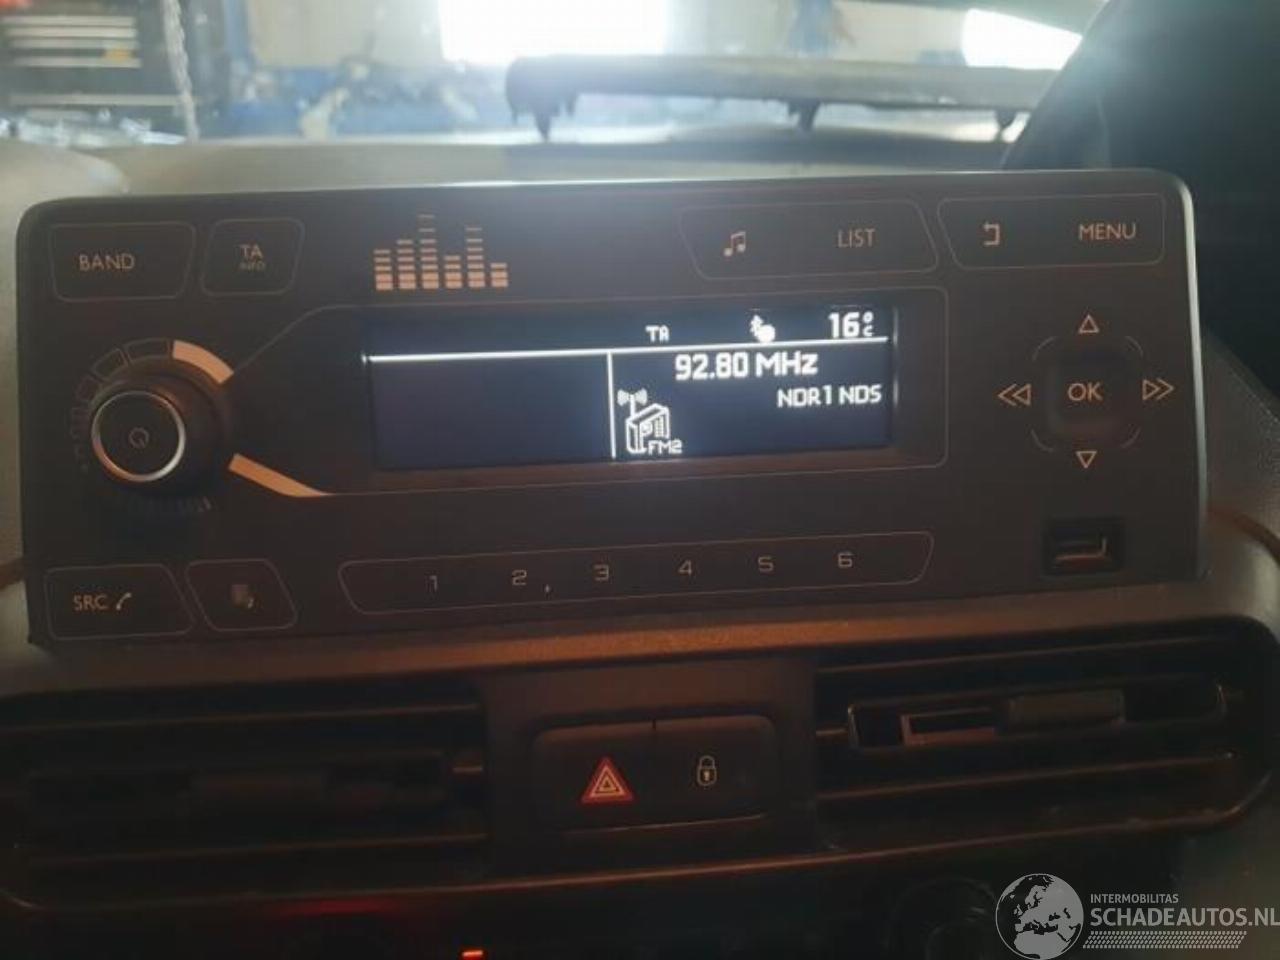 BAND
TA
INFO
LIST
MENU
TA
16°C
92.80 MHz
NDR1 NDS
FM2
OK
SRC
1 2 3 4 5 6
INTERMOBILITAS
SCHADEAUTOS.NL